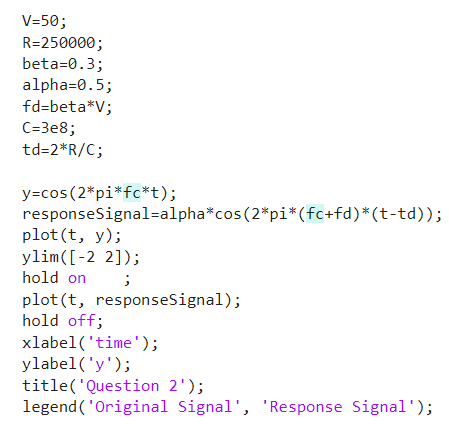 V=50;
R=250000;
beta=0.3;
alpha=0.5;
fd=beta*V;
C=3e8;
td=2*R/C;
y=cos(2*pi*fc*t);
responseSignal=alpha*cos(2*pi*(fc+fd)*(t-td));
plot(t, y);
ylim([-2 2]);
hold on    ;
plot(t, responseSignal);
hold off;
xlabel('time');
ylabel('y');
title('Question 2');
legend('Original Signal', 'Response Signal');